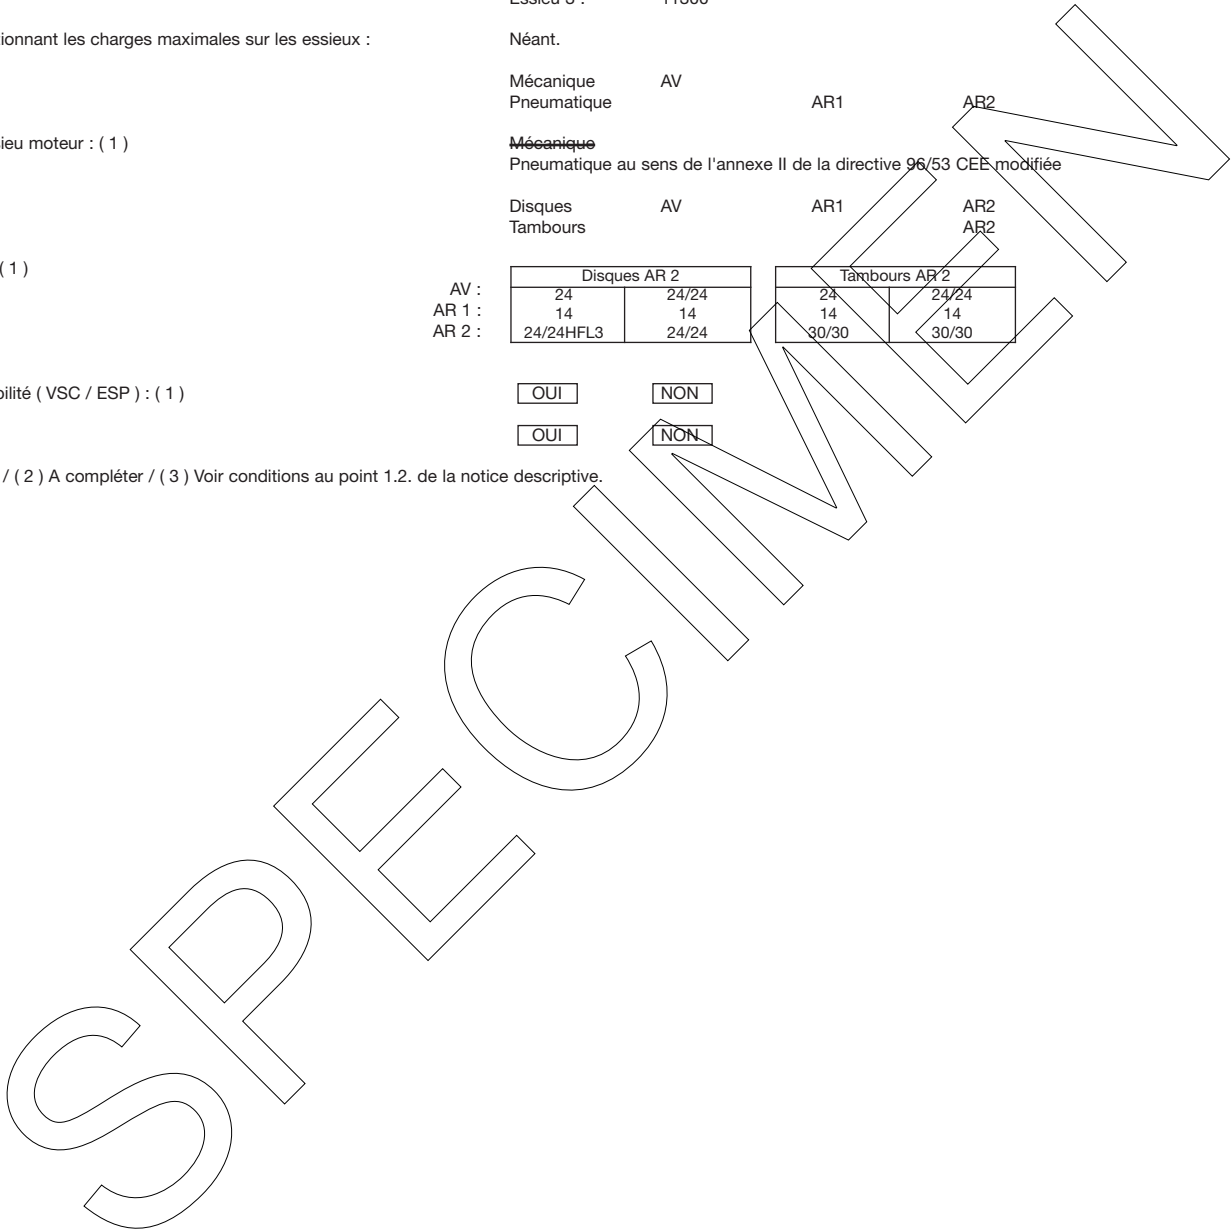 tionnant les charges maximales sur les essieux : Néant.
Mécanique AV
Pneumatique AR1 AR2
sieu moteur : ( 1 ) Mécanique
Pneumatique au sens de l'annexe II de la directive 96/53 CEE modifiée
Disques AV AR1 AR2
Tambours AR2
( 1 )
Disques AR 2 Tambours AR 2
AV : 24 24/24 24 24/24
AR 1 : 14 14 14 14
AR 2 : 24/24HFL3 24/24 30/30 30/30
bilité ( VSC / ESP ) : ( 1 ) OUI NON
OUI NON
/ ( 2 ) A compléter / ( 3 ) Voir conditions au point 1.2. de la notice descriptive.
SPECIMEN